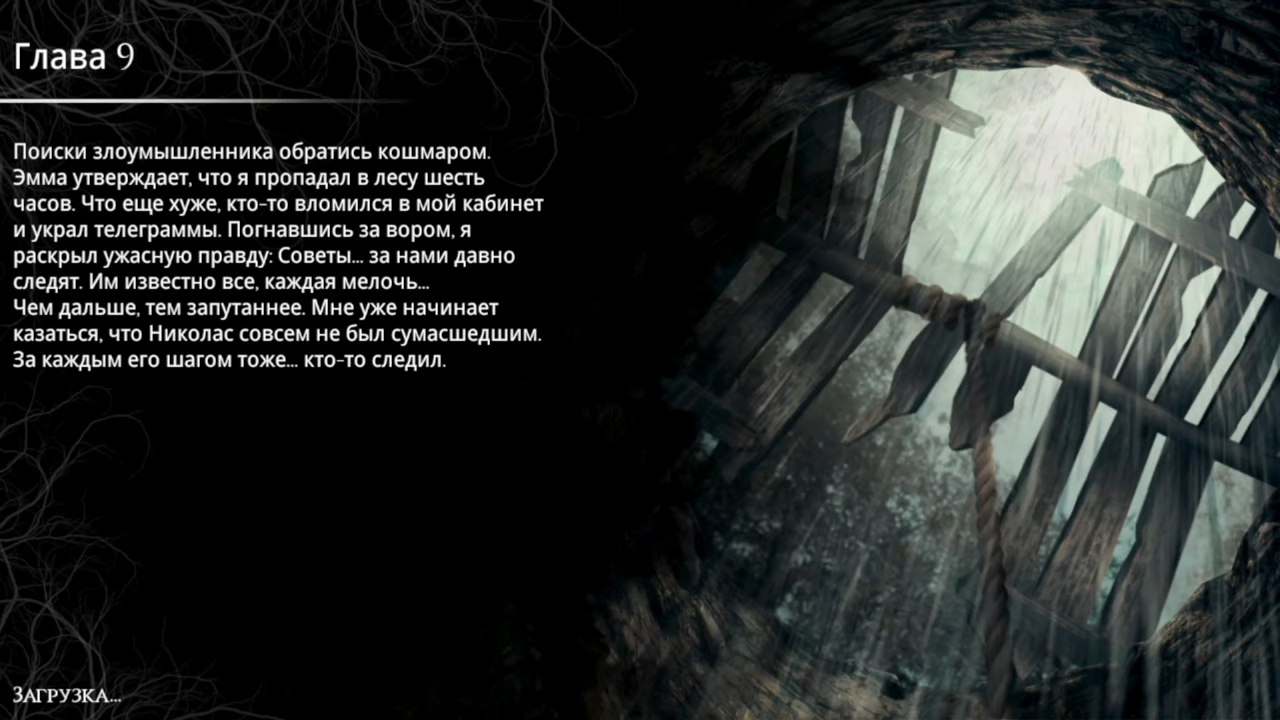 Глава 9
Поиски злоумышленника обратись кошмаром.
Эмма утверждает, что я пропадал в лесу шесть
часов. Что еще хуже, кто-то вломился в мой кабинет
и украл телеграммы. Погнавшись за вором, я
раскрыл ужасную правду: Советы... за нами давно
следят. Им известно все, каждая мелочь...
Чем дальше, тем запутаннее. Мне уже начинает
казаться, что Николас совсем не был сумасшедшим.
За каждым его шагом тоже... кто-то следил.
Загрузка...